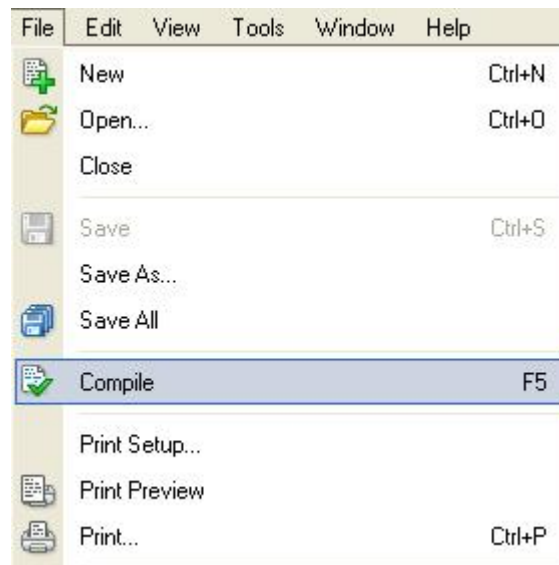 File Edit View Tools Window Help
New Ctrl+N
Open... Ctrl+O
Close
Save Ctrl+S
Save As...
Save All
Compile F5
Print Setup...
Print Preview
Print... Ctrl+P